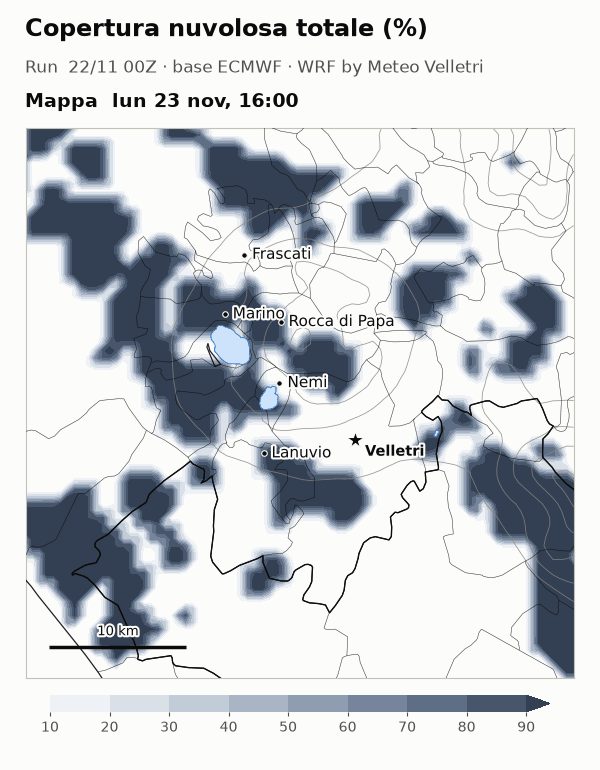 Copertura nuvolosa totale (%)
Run 22/11 00Z · base ECMWF · WRF by Meteo Velletri
Mappa lun 23 nov, 16:00
Frascati
Marino
Rocca di Papa
Nemi
Velletri
Lanuvio
10 km
10 20 30 40 50 60 70 80 90